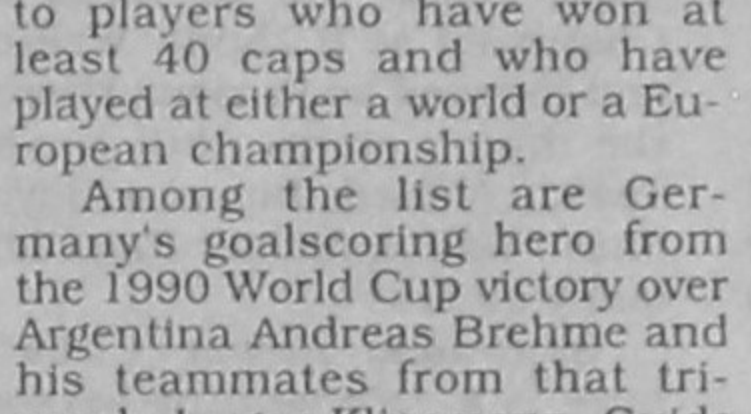 to players who have won at
least 40 caps and who have
played at either a world or a Eu-
ropean championship.
Among the list are Ger-
many's goalscoring hero from
the 1990 World Cup victory over
Argentina Andreas Brehme and
his teammates from that tri-